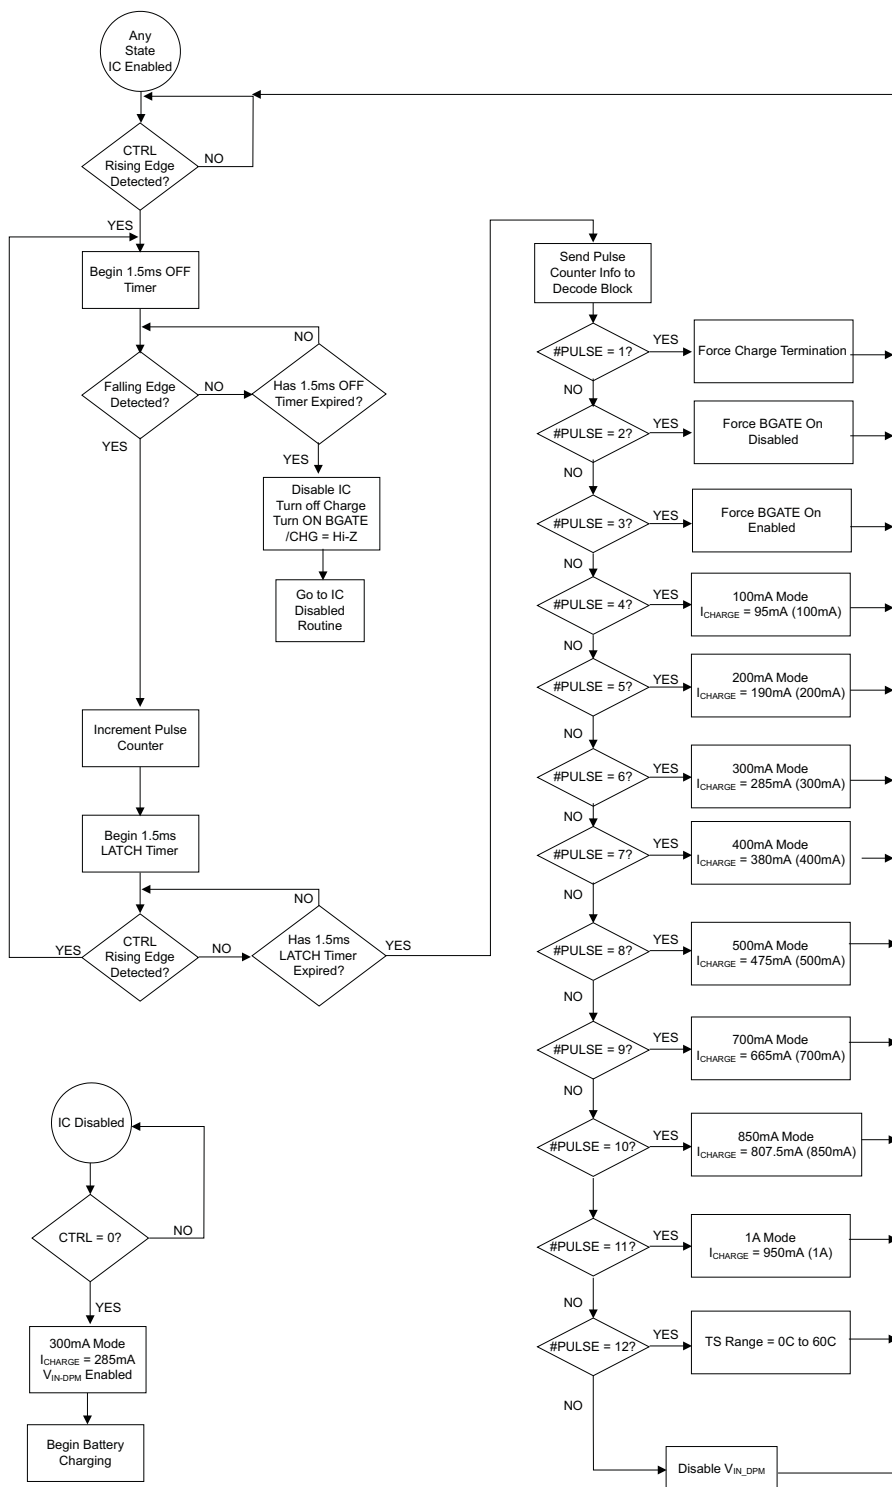 Any
State
IC Enabled
CTRL
Rising Edge
Detected?
NO
YES
Begin 1.5ms OFF
Timer
NO
Falling Edge
Detected?
NO
Has 1.5ms OFF
Timer Expired?
YES
YES
Disable IC
Turn off Charge
Turn ON BGATE
/CHG = Hi-Z
Go to IC
Disabled
Routine
Increment Pulse
Counter
Begin 1.5ms
LATCH Timer
NO
YES
CTRL
Rising Edge
Detected?
NO
Has 1.5ms
LATCH Timer
Expired?
YES
IC Disabled
CTRL = 0?
NO
YES
300mA Mode
ICHARGE = 285mA
VIN-DPM Enabled
Begin Battery
Charging
Send Pulse
Counter Info to
Decode Block
#PULSE = 1?
YES
Force Charge Termination
NO
#PULSE = 2?
YES
Force BGATE On
Disabled
NO
#PULSE = 3?
YES
Force BGATE On
Enabled
NO
#PULSE = 4?
YES
100mA Mode
ICHARGE = 95mA (100mA)
NO
#PULSE = 5?
YES
200mA Mode
ICHARGE = 190mA (200mA)
NO
#PULSE = 6?
YES
300mA Mode
ICHARGE = 285mA (300mA)
NO
#PULSE = 7?
YES
400mA Mode
ICHARGE = 380mA (400mA)
NO
#PULSE = 8?
YES
500mA Mode
ICHARGE = 475mA (500mA)
NO
#PULSE = 9?
YES
700mA Mode
ICHARGE = 665mA (700mA)
NO
#PULSE = 10?
YES
850mA Mode
ICHARGE = 807.5mA (850mA)
NO
#PULSE = 11?
YES
1A Mode
ICHARGE = 950mA (1A)
NO
#PULSE = 12?
YES
TS Range = 0C to 60C
NO
Disable VIN_DPM